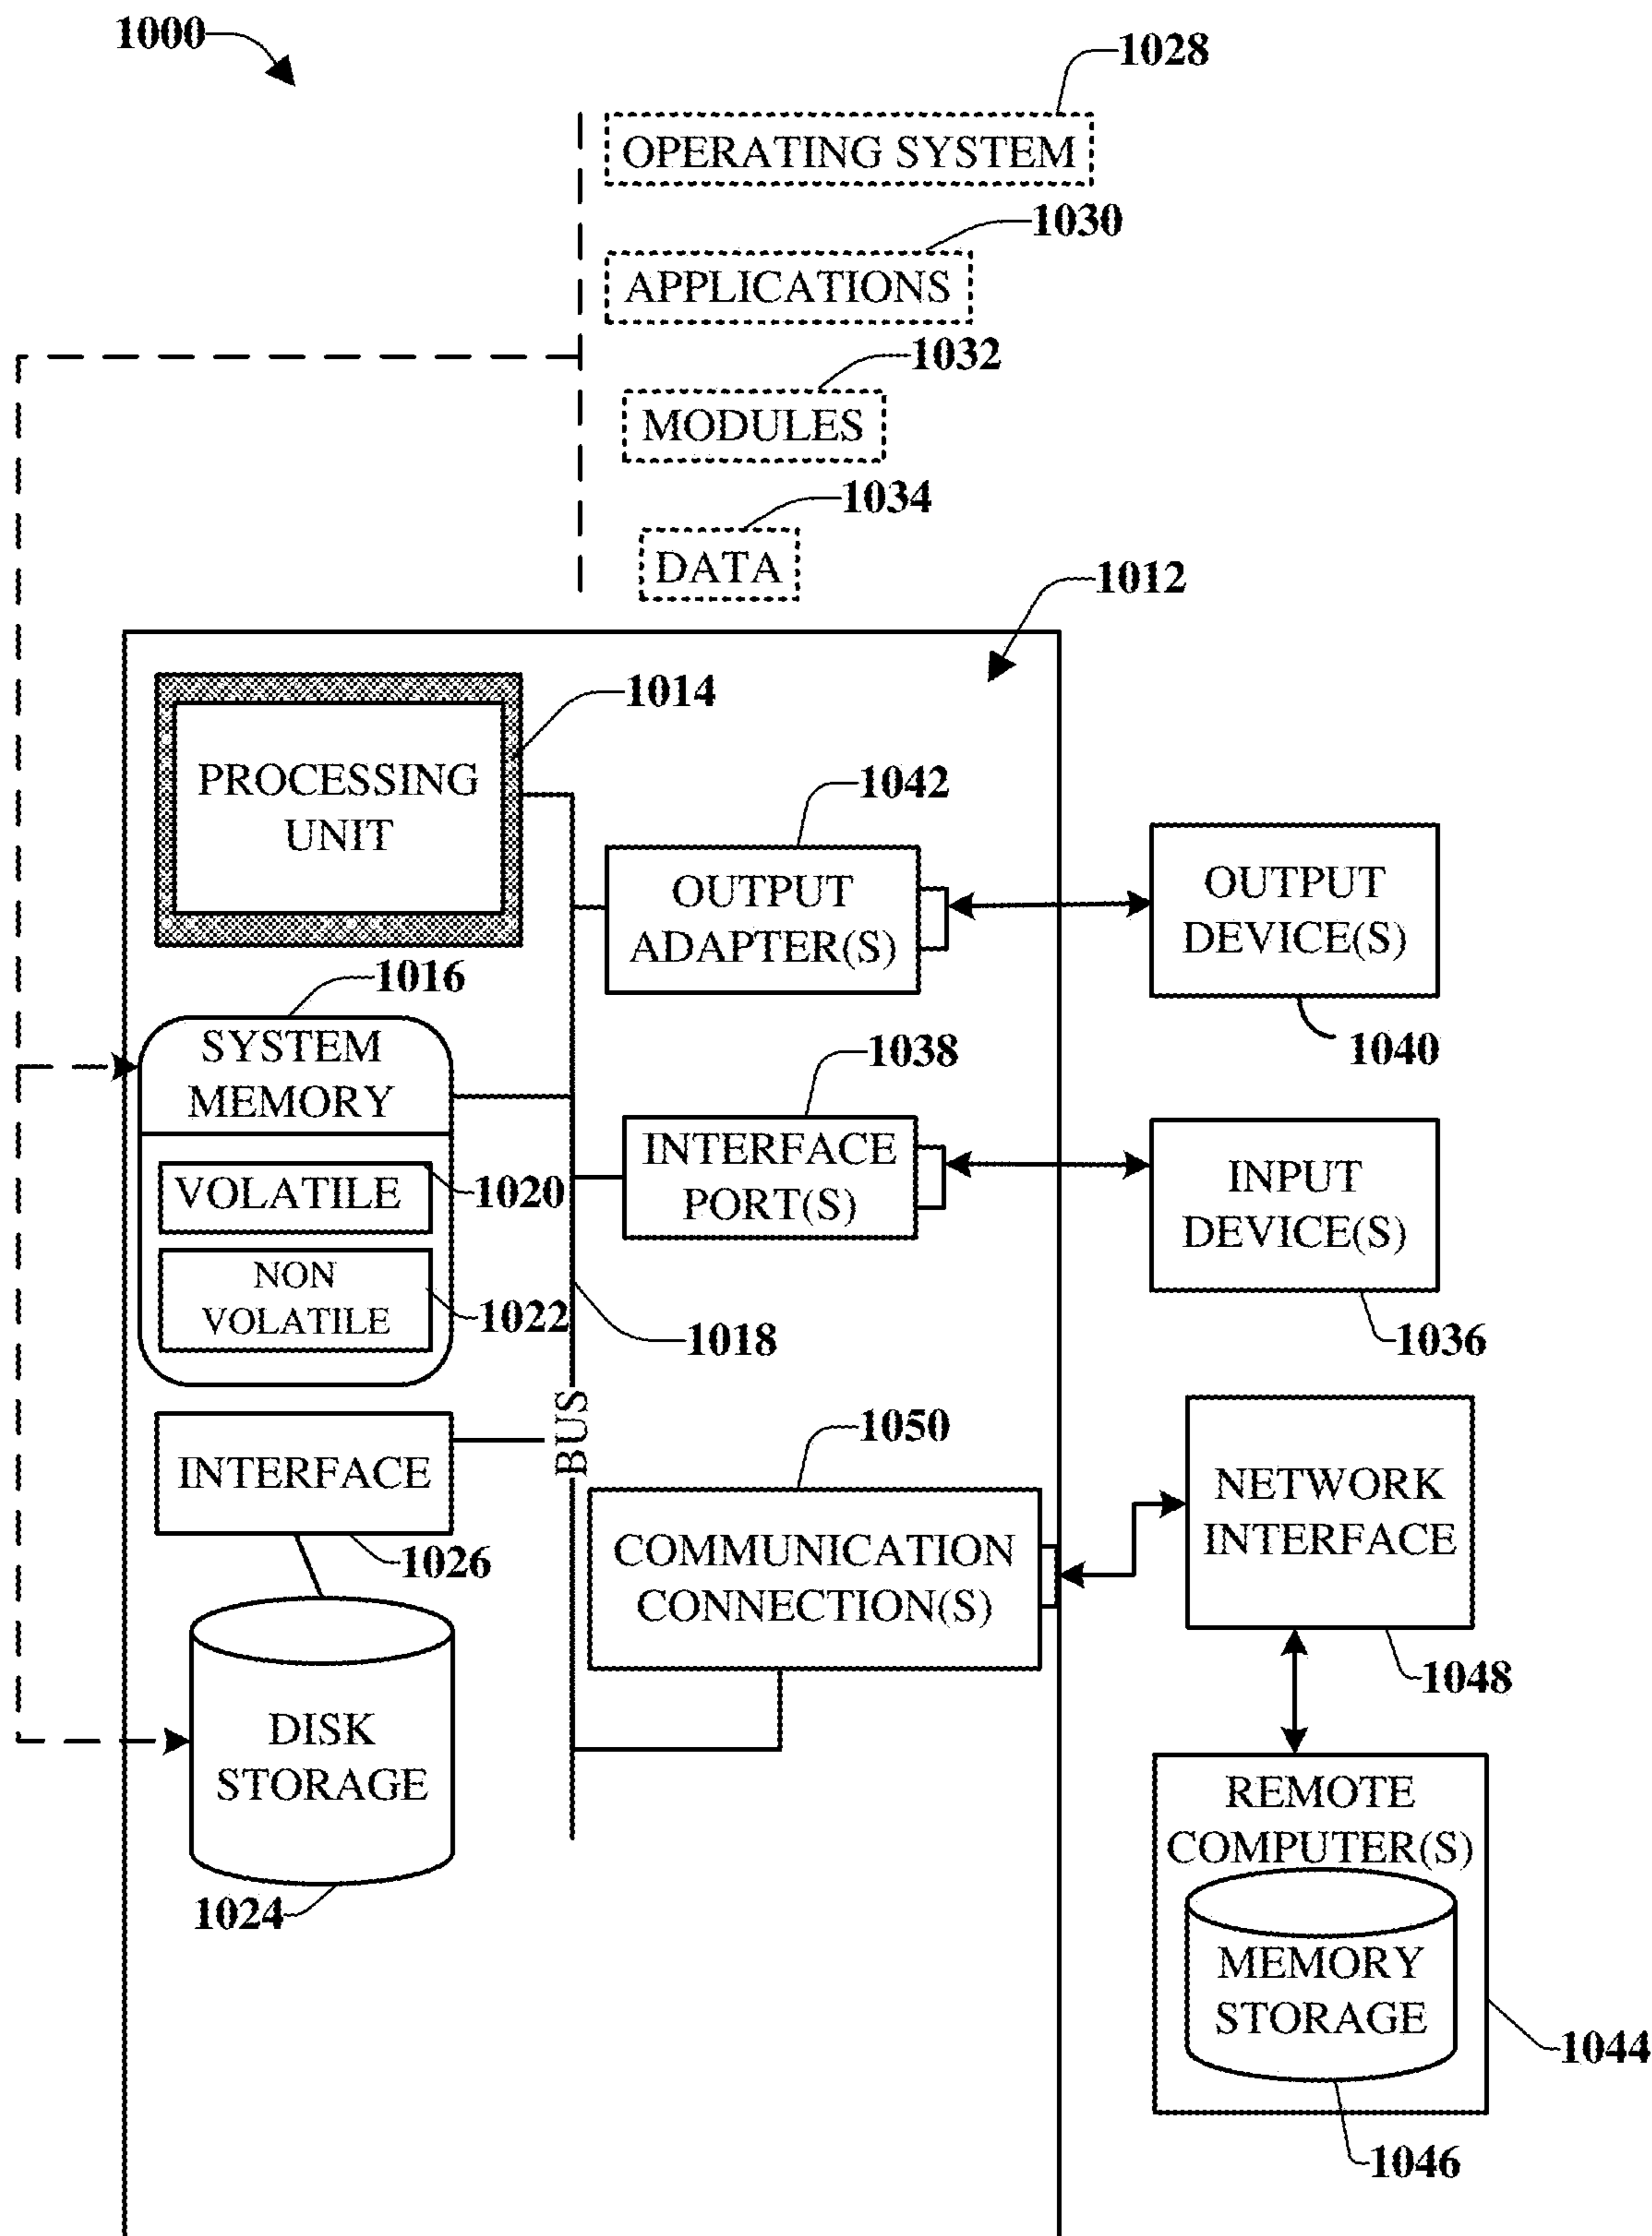 1000
1028
OPERATING SYSTEM
1030
APPLICATIONS
1032
MODULES
1034
DATA
1012
1014
PROCESSING
UNIT
1042
OUTPUT
ADAPTER(S)
OUTPUT
DEVICE(S)
1040
1016
SYSTEM
MEMORY
VOLATILE
1020
NON
VOLATILE
1022
1038
INTERFACE
PORT(S)
INPUT
DEVICE(S)
1036
1018
BUS
INTERFACE
1026
1050
COMMUNICATION
CONNECTION(S)
NETWORK
INTERFACE
1048
DISK
STORAGE
1024
REMOTE
COMPUTER(S)
MEMORY
STORAGE
1044
1046